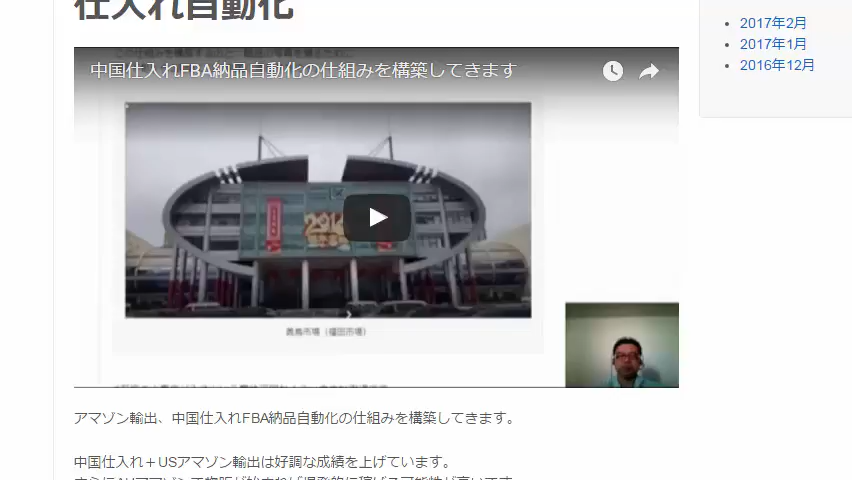 仕入れ自動化
2017年2月
2017年1月
2016年12月
中国仕入れFBA納品自動化の仕組みを構築してきます
義烏市場（福田市場）
アマゾン輸出、中国仕入れFBA納品自動化の仕組みを構築してきます。
中国仕入れ＋USアマゾン輸出は好調な成績を上げています。